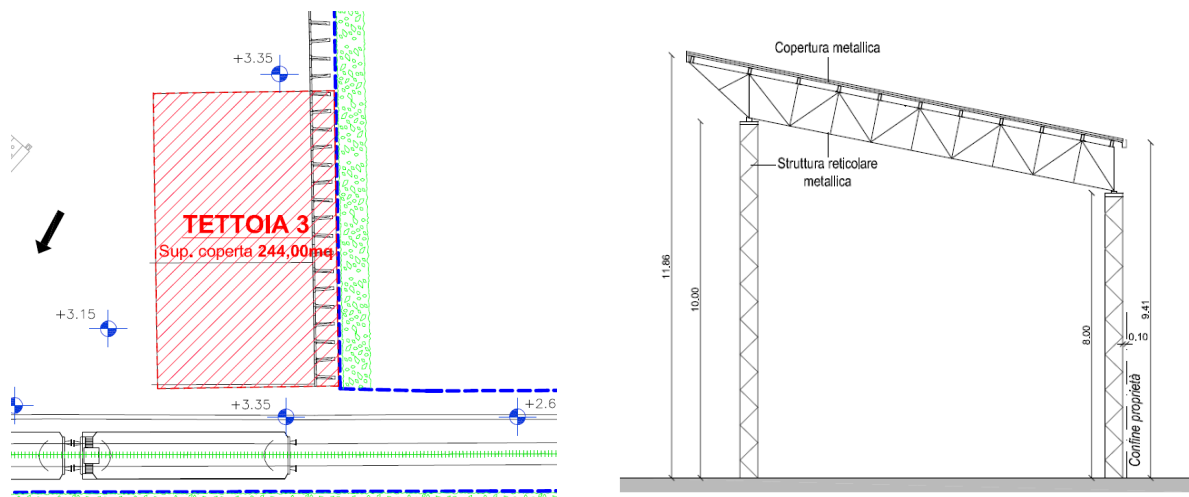 +3.35
TETTOIA 3
Sup. coperta 244,00mq
+3.15
+3.35
+2.6
Copertura metallica
Struttura reticolare
metallica
11.86
10.00
8.00
9.41
0.10
Confine proprietà